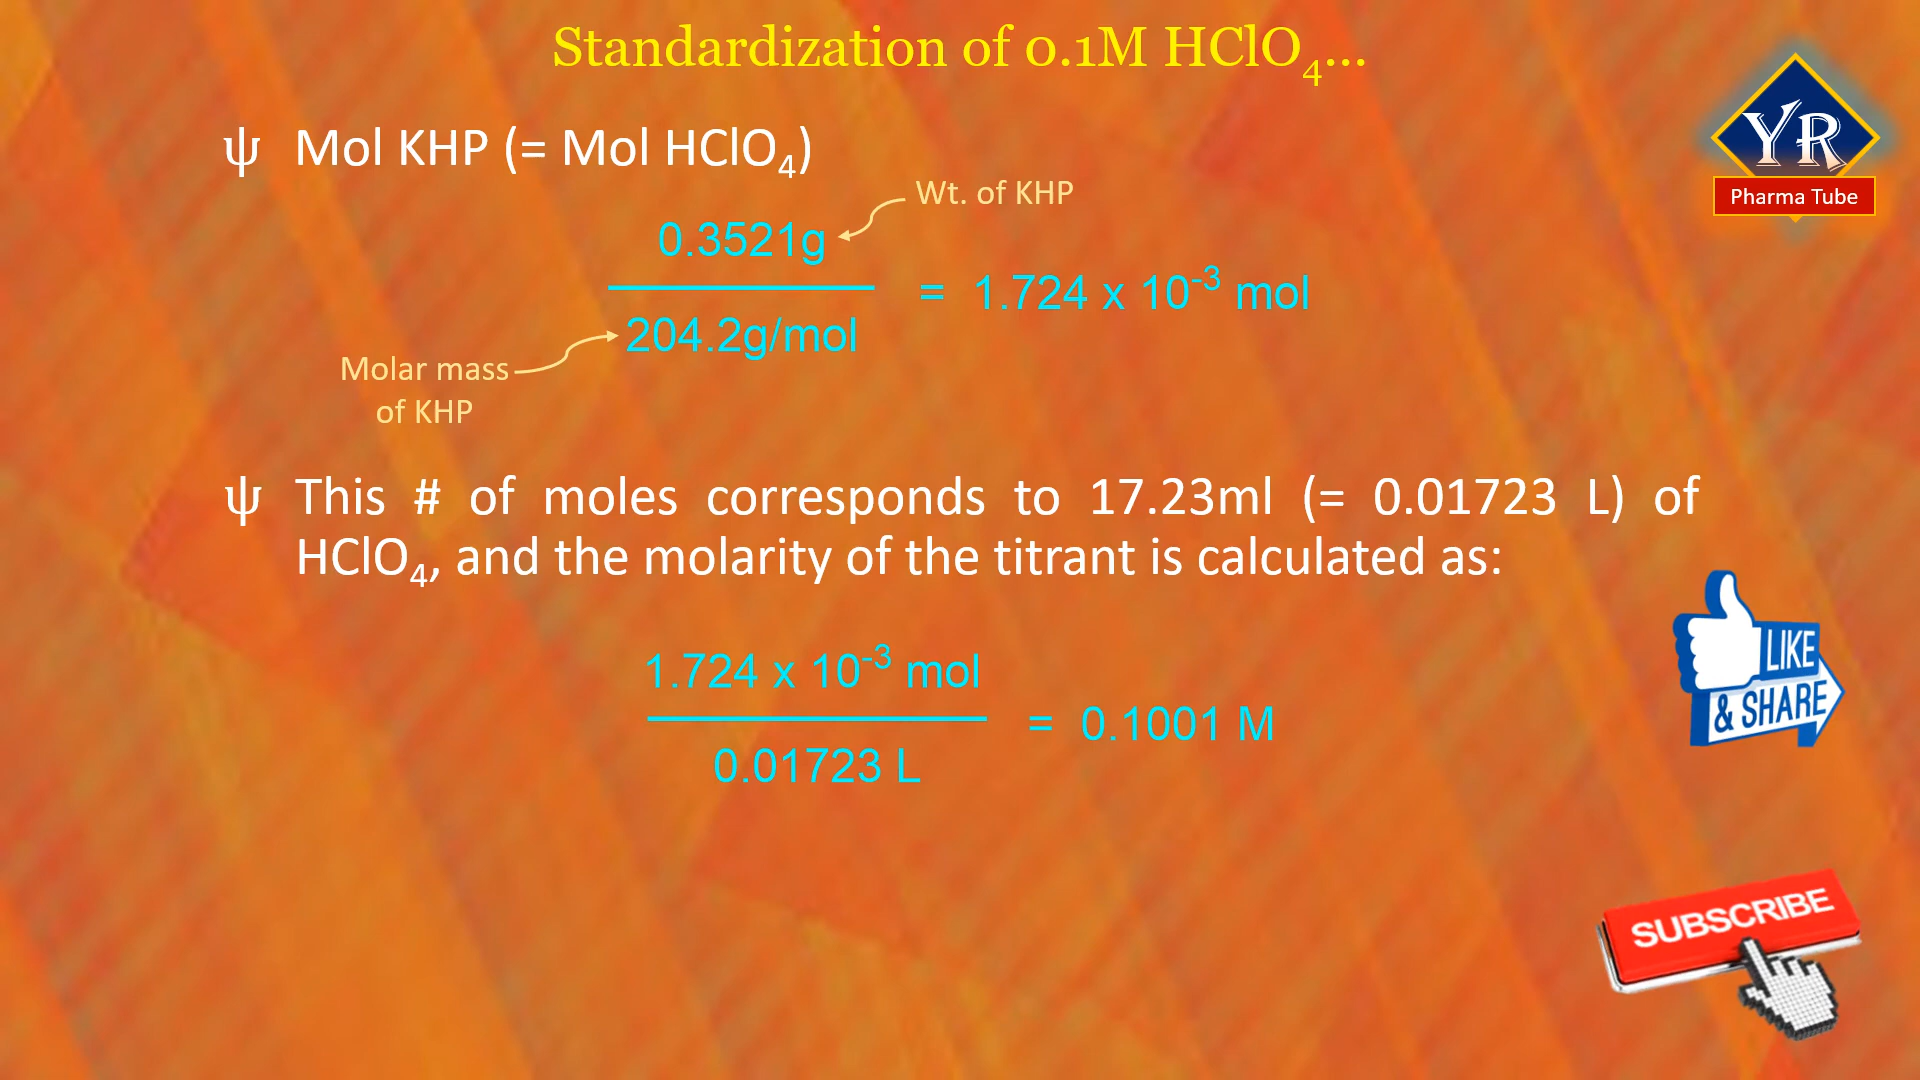 Standardization of 0.1M HClO₄...
YR
Pharma Tube
ψ Mol KHP (= Mol HClO₄)
Wt. of KHP
0.3521g
= 1.724 x 10⁻³ mol
204.2g/mol
Molar mass
of KHP
ψ This # of moles corresponds to 17.23ml (= 0.01723 L) of
HClO₄, and the molarity of the titrant is calculated as:
1.724 x 10⁻³ mol
= 0.1001 M
0.01723 L
LIKE
& SHARE
SUBSCRIBE